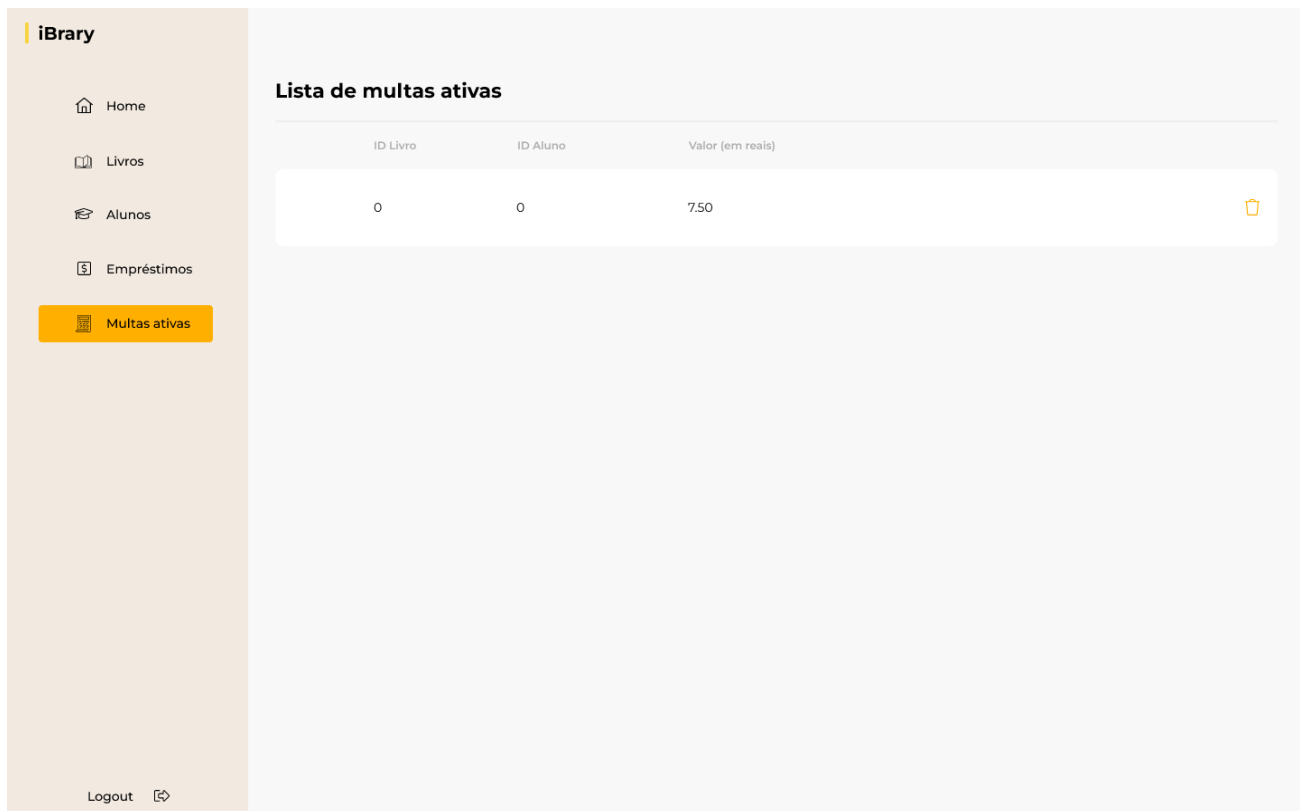 iBrary
Home
Livros
Alunos
Empréstimos
Multas ativas
Logout
Lista de multas ativas
ID Livro ID Aluno Valor (em reais)
0 0 7.50